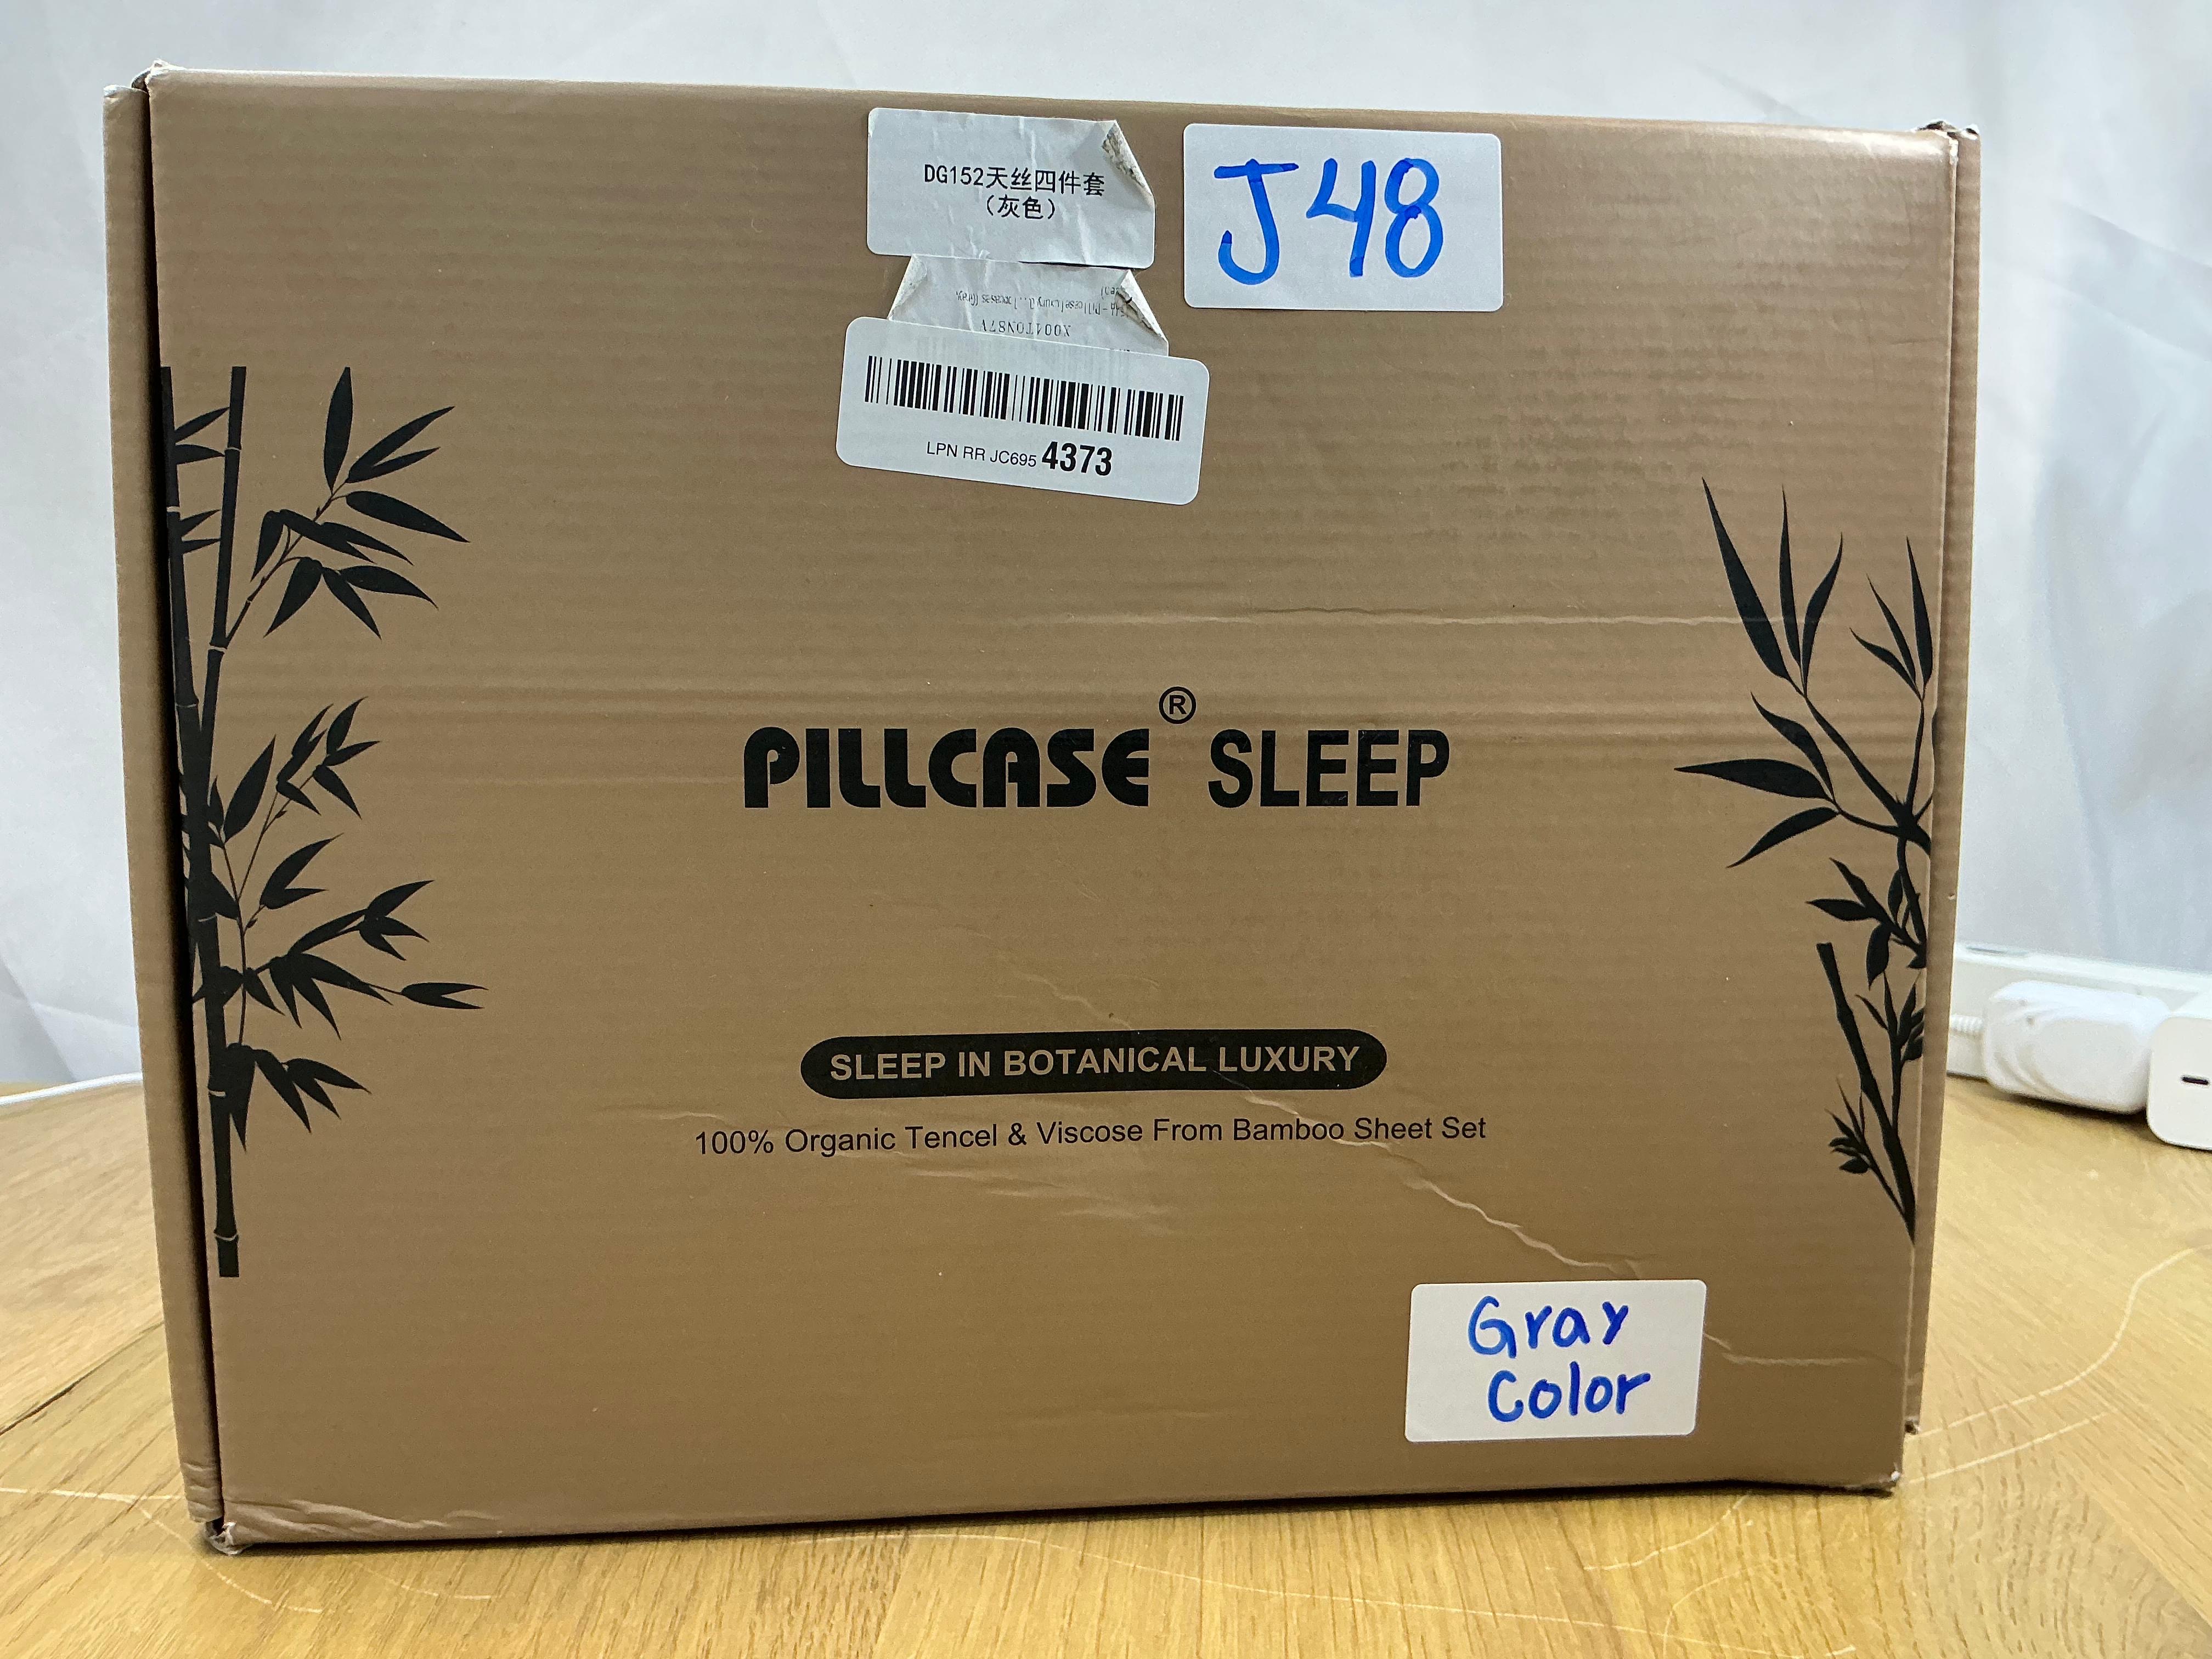 DG152天丝四件套
（灰色）
J48
X001T0NS7V
LPN RR JC695 4373
PILLCASE® SLEEP
SLEEP IN BOTANICAL LUXURY
100% Organic Tencel & Viscose From Bamboo Sheet Set
Gray
Color